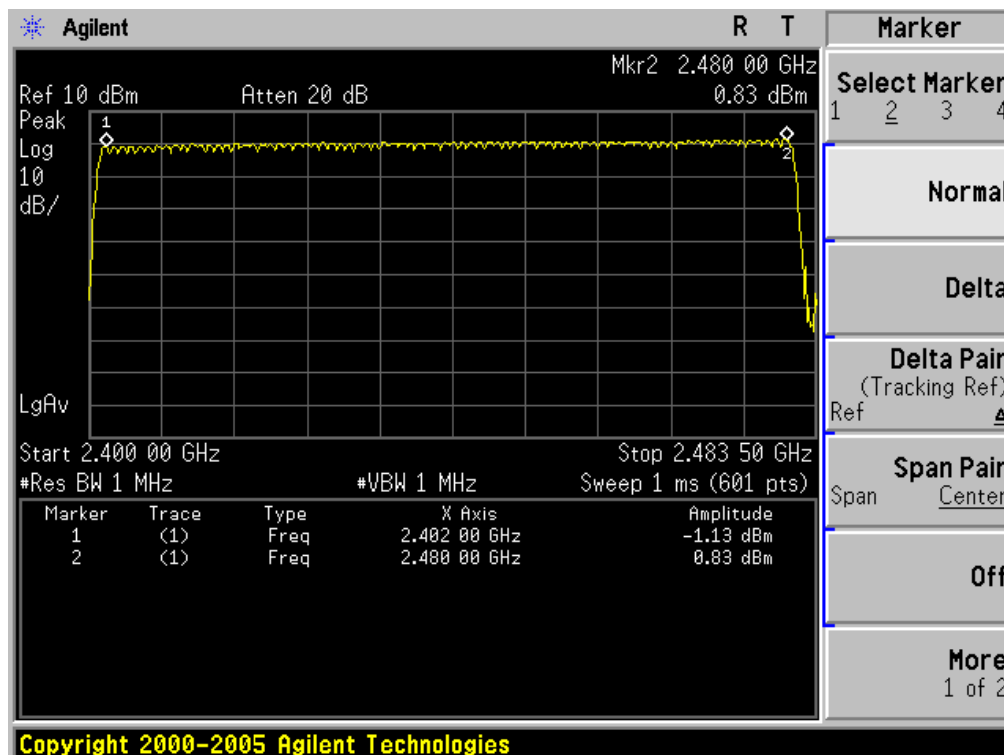 Agilent R T Marker
Mkr2 2.480 00 GHz
Ref 10 dBm Atten 20 dB 0.83 dBm
Peak
Log
10
dB/
1
2
LgAv
Start 2.400 00 GHz Stop 2.483 50 GHz
#Res BW 1 MHz #VBW 1 MHz Sweep 1 ms (601 pts)
Marker Trace Type X Axis Amplitude
1 (1) Freq 2.402 00 GHz -1.13 dBm
2 (1) Freq 2.480 00 GHz 0.83 dBm
Select Marker
1 2 3 4
Normal
Delta
Delta Pair
(Tracking Ref)
Ref Δ
Span Pair
Span Center
Off
More
1 of 2
Copyright 2000-2005 Agilent Technologies